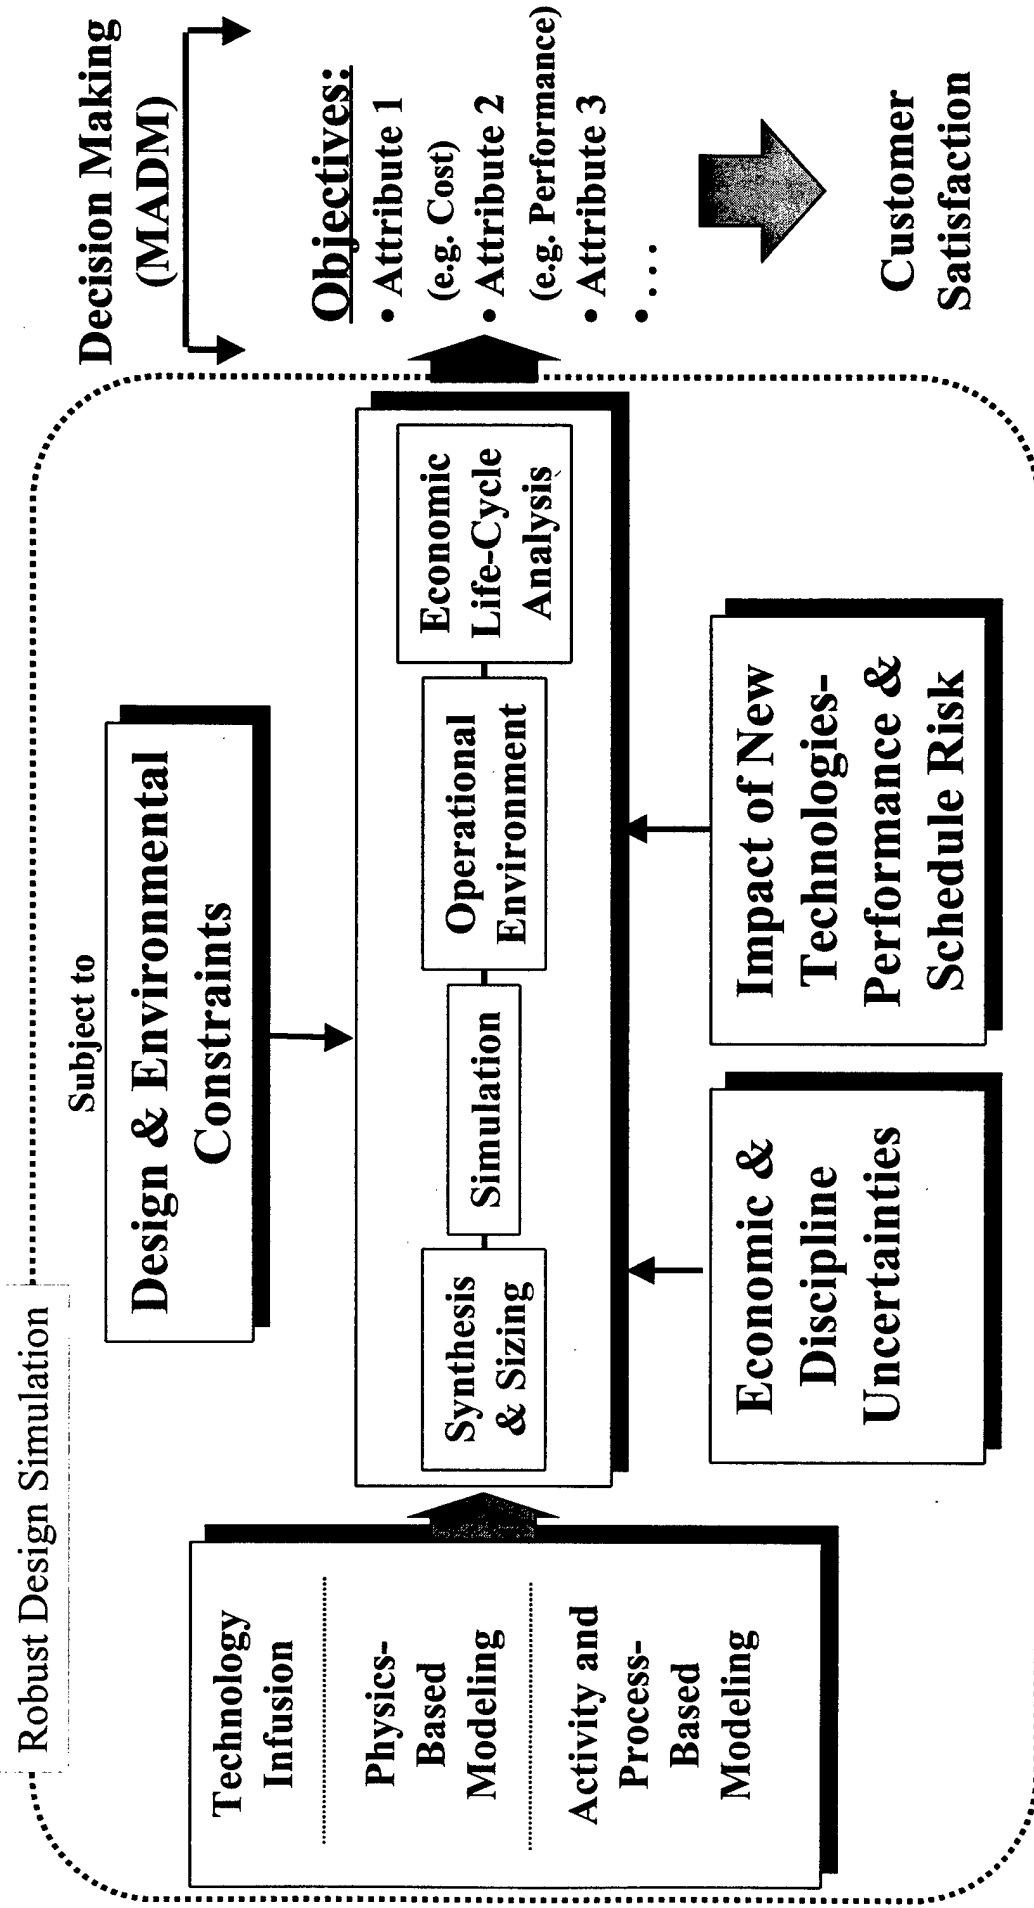 Robust Design Simulation
Subject to
Design & Environmental
Constraints
Technology
Infusion
Physics-
Based
Modeling
Activity and
Process-
Based
Modeling
Synthesis
& Sizing
Simulation
Operational
Environment
Economic
Life-Cycle
Analysis
Economic &
Discipline
Uncertainties
Impact of New
Technologies-
Performance &
Schedule Risk
Decision Making
(MADM)
Objectives:
• Attribute 1
(e.g. Cost)
• Attribute 2
(e.g. Performance)
• Attribute 3
• . . .
Customer
Satisfaction